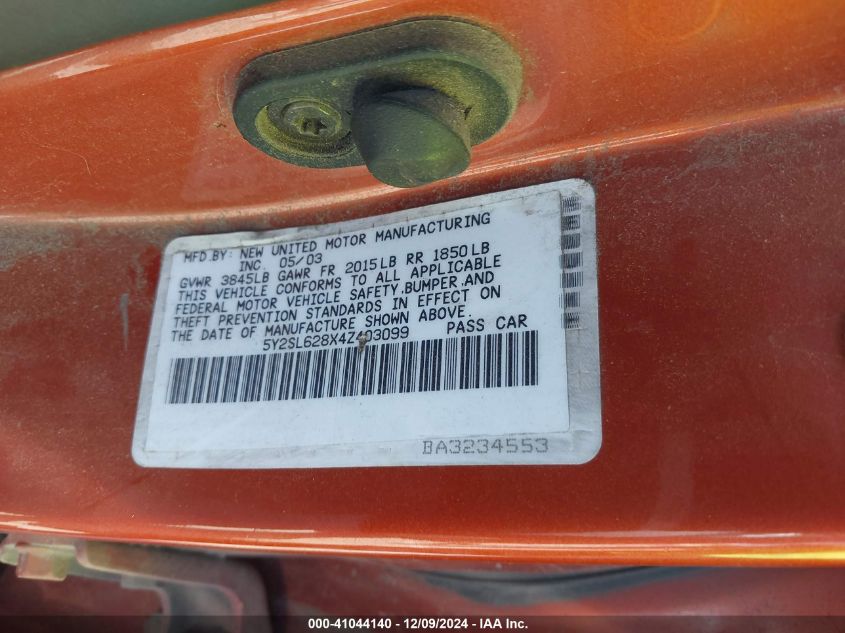 MFD.BY: NEW UNITED MOTOR MANUFACTURING
INC. 05/03
GVWR 3845LB GAWR FR 2015LB RR 1850LB
THIS VEHICLE CONFORMS TO ALL APPLICABLE
FEDERAL MOTOR VEHICLE SAFETY,BUMPER,AND
THEFT PREVENTION STANDARDS IN EFFECT ON
THE DATE OF MANUFACTURE SHOWN ABOVE.
5Y2SL628X4Z403099 PASS CAR
BA3234553
000-41044140 - 12/09/2024 - IAA Inc.